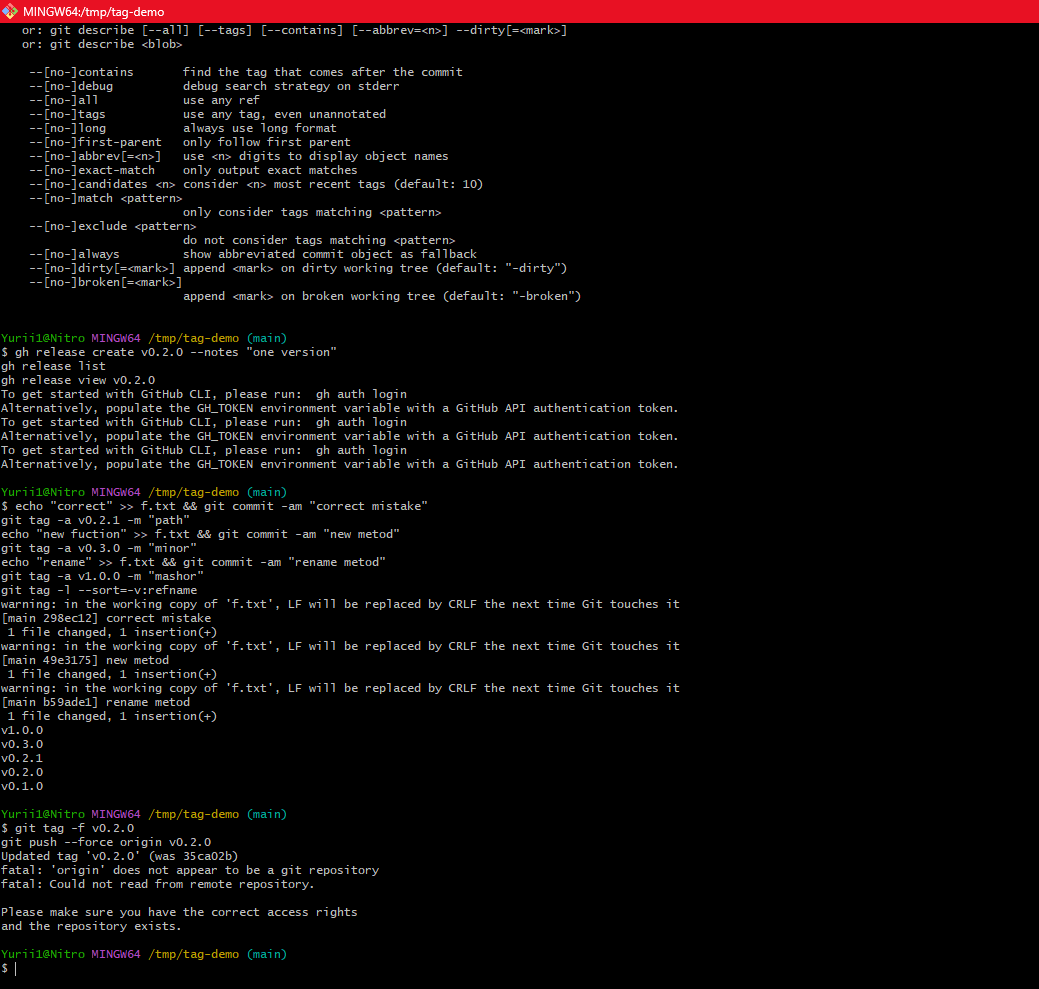 MINGW64:/tmp/tag-demo
or: git describe [--all] [--tags] [--contains] [--abbrev=<n>] --dirty[=<mark>]
or: git describe <blob>
--[no-]contains       find the tag that comes after the commit
--[no-]debug          debug search strategy on stderr
--[no-]all            use any ref
--[no-]tags           use any tag, even unannotated
--[no-]long           always use long format
--[no-]first-parent   only follow first parent
--[no-]abbrev[=<n>]   use <n> digits to display object names
--[no-]exact-match    only output exact matches
--[no-]candidates <n> consider <n> most recent tags (default: 10)
--[no-]match <pattern>
only consider tags matching <pattern>
--[no-]exclude <pattern>
do not consider tags matching <pattern>
--[no-]always         show abbreviated commit object as fallback
--[no-]dirty[=<mark>] append <mark> on dirty working tree (default: "-dirty")
--[no-]broken[=<mark>]
append <mark> on broken working tree (default: "-broken")
Yurii1@Nitro MINGW64 /tmp/tag-demo (main)
$ gh release create v0.2.0 --notes "one version"
gh release list
gh release view v0.2.0
To get started with GitHub CLI, please run:  gh auth login
Alternatively, populate the GH_TOKEN environment variable with a GitHub API authentication token.
To get started with GitHub CLI, please run:  gh auth login
Alternatively, populate the GH_TOKEN environment variable with a GitHub API authentication token.
To get started with GitHub CLI, please run:  gh auth login
Alternatively, populate the GH_TOKEN environment variable with a GitHub API authentication token.
Yurii1@Nitro MINGW64 /tmp/tag-demo (main)
$ echo "correct" >> f.txt && git commit -am "correct mistake"
git tag -a v0.2.1 -m "path"
echo "new fuction" >> f.txt && git commit -am "new metod"
git tag -a v0.3.0 -m "minor"
echo "rename" >> f.txt && git commit -am "rename metod"
git tag -a v1.0.0 -m "mashor"
git tag -l --sort=-v:refname
warning: in the working copy of 'f.txt', LF will be replaced by CRLF the next time Git touches it
[main 298ec12] correct mistake
1 file changed, 1 insertion(+)
warning: in the working copy of 'f.txt', LF will be replaced by CRLF the next time Git touches it
[main 49e3175] new metod
1 file changed, 1 insertion(+)
warning: in the working copy of 'f.txt', LF will be replaced by CRLF the next time Git touches it
[main b59ade1] rename metod
1 file changed, 1 insertion(+)
v1.0.0
v0.3.0
v0.2.1
v0.2.0
v0.1.0
Yurii1@Nitro MINGW64 /tmp/tag-demo (main)
$ git tag -f v0.2.0
git push --force origin v0.2.0
Updated tag 'v0.2.0' (was 35ca02b)
fatal: 'origin' does not appear to be a git repository
fatal: Could not read from remote repository.
Please make sure you have the correct access rights
and the repository exists.
Yurii1@Nitro MINGW64 /tmp/tag-demo (main)
$